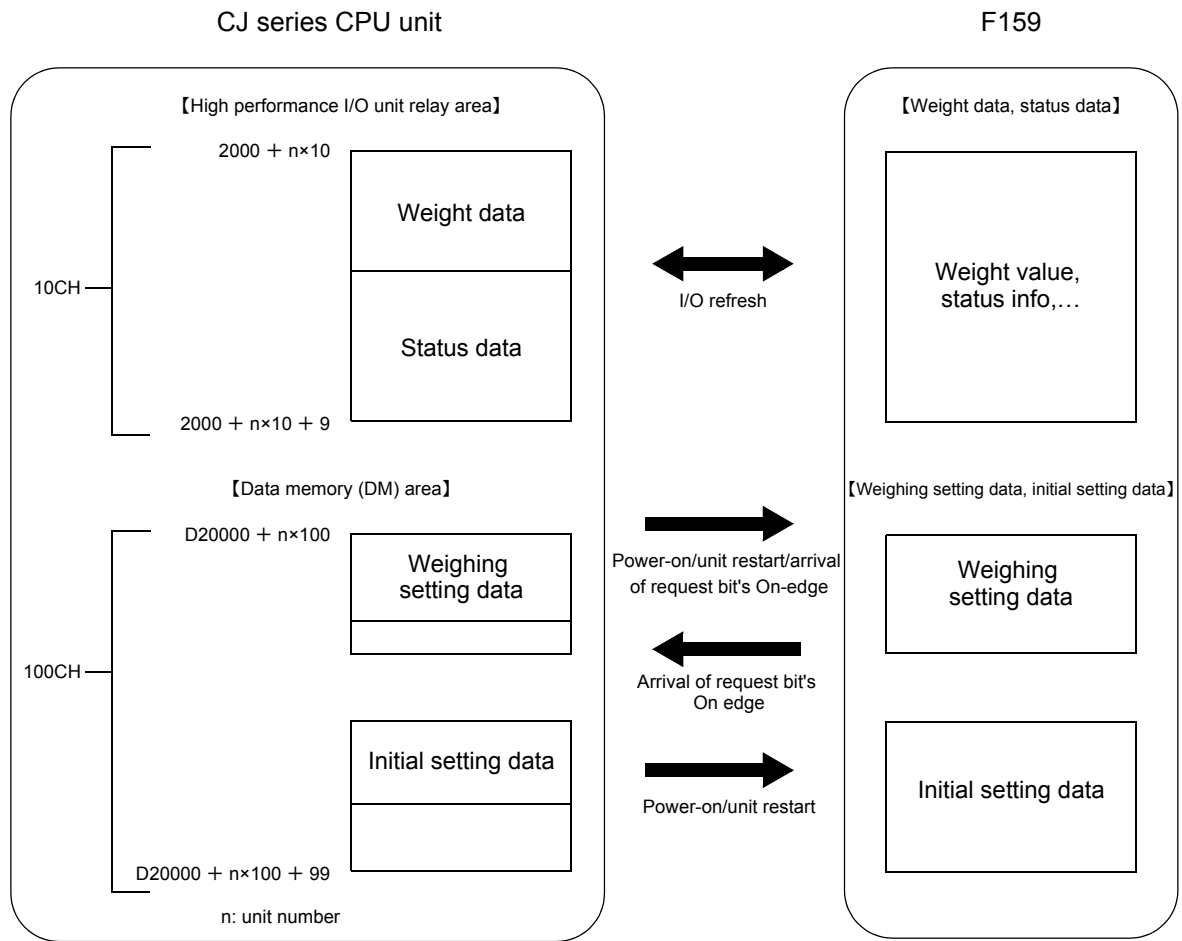 CJ series CPU unit
F159
【High performance I/O unit relay area】
【Weight data, status data】
2000 + n×10
Weight data
Weight value,
status info,…
10CH
I/O refresh
Status data
2000 + n×10 + 9
【Data memory (DM) area】
【Weighing setting data, initial setting data】
D20000 + n×100
Weighing
setting data
Power-on/unit restart/arrival
of request bit's On-edge
Weighing
setting data
100CH
Arrival of request bit's
On edge
Initial setting data
Initial setting data
Power-on/unit restart
D20000 + n×100 + 99
n: unit number